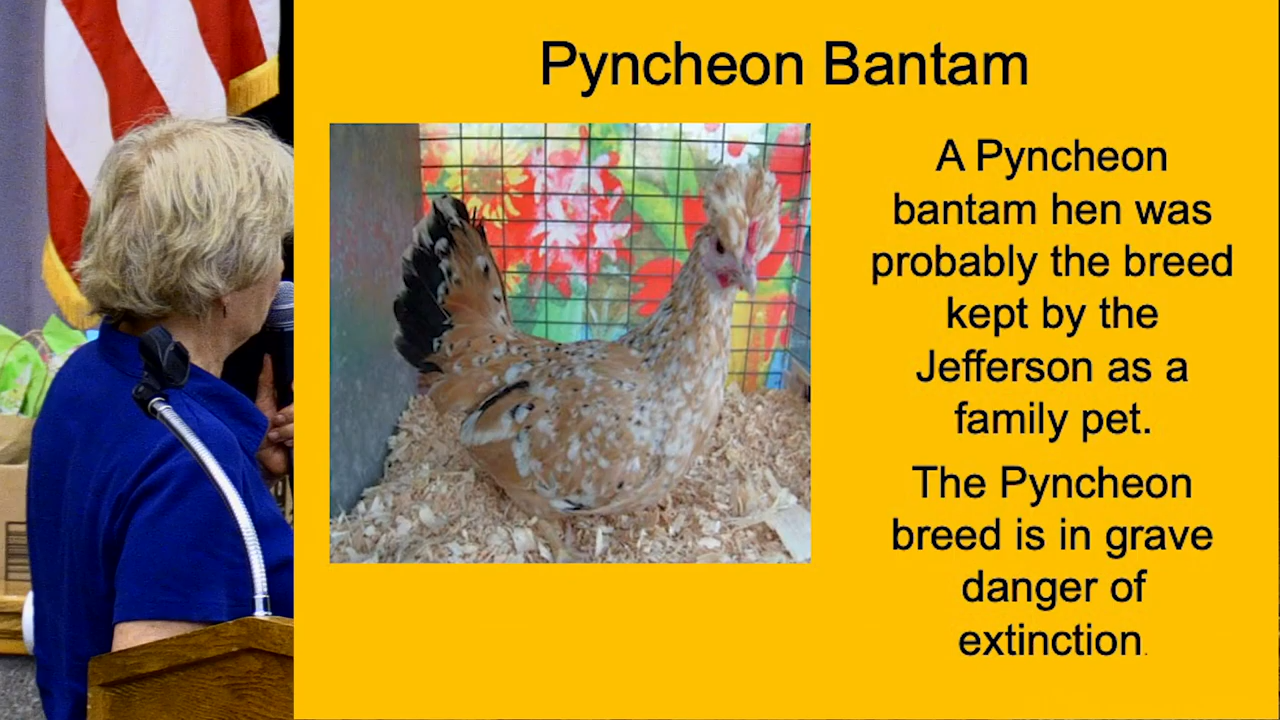 Pyncheon Bantam
A Pyncheon
bantam hen was
probably the breed
kept by the
Jefferson as a
family pet.
The Pyncheon
breed is in grave
danger of
extinction.